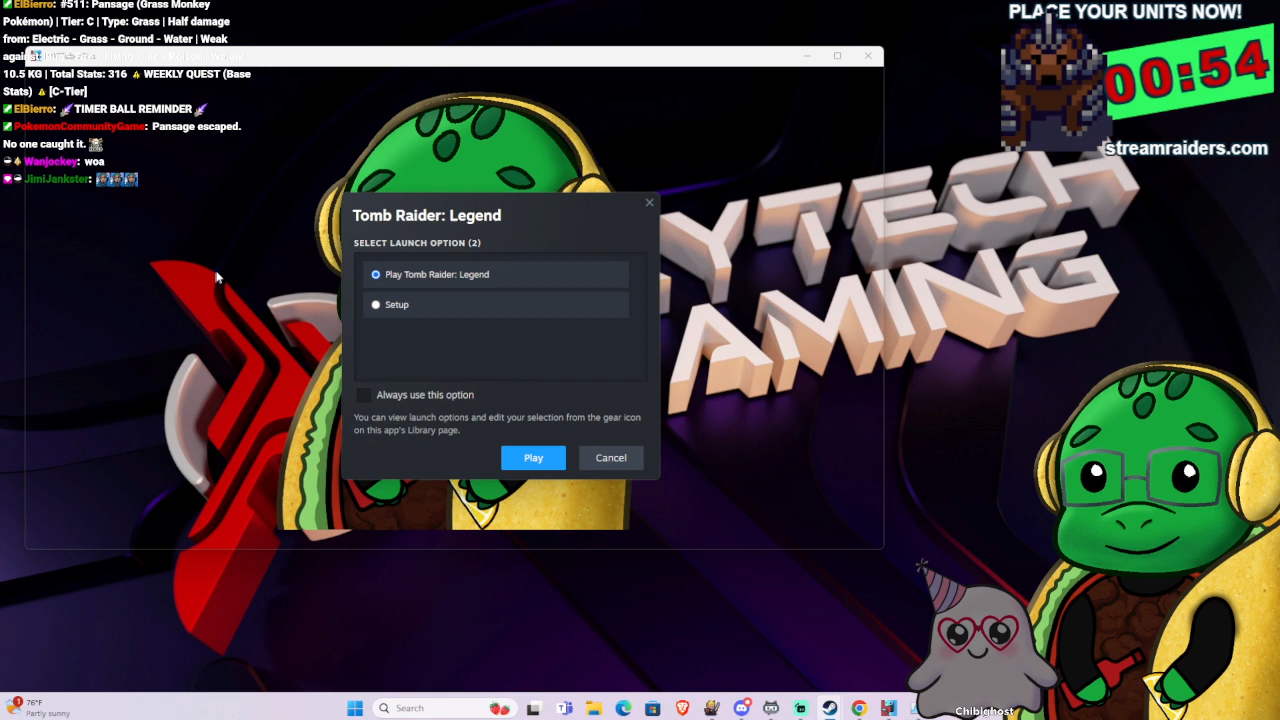 ElBierro: #511: Pansage (Grass Monkey
Pokémon) | Tier: C | Type: Grass | Half damage
from: Electric - Grass - Ground - Water | Weak
10.5 KG | Total Stats: 316 ⚠ WEEKLY QUEST (Base
Stats) ⚠ [C-Tier]
ElBierro: TIMER BALL REMINDER
PokemonCommunityGame: Pansage escaped.
No one caught it.
Wanjockey: woa
JimiJankster:
PLACE YOUR UNITS NOW!
00:54
streamraiders.com
YTECH
AMING
Tomb Raider: Legend
SELECT LAUNCH OPTION (2)
Play Tomb Raider: Legend
Setup
Always use this option
You can view launch options and edit your selection from the gear icon
on this app's Library page.
Play
Cancel
Chibighost
1
76°F
Partly sunny
Search